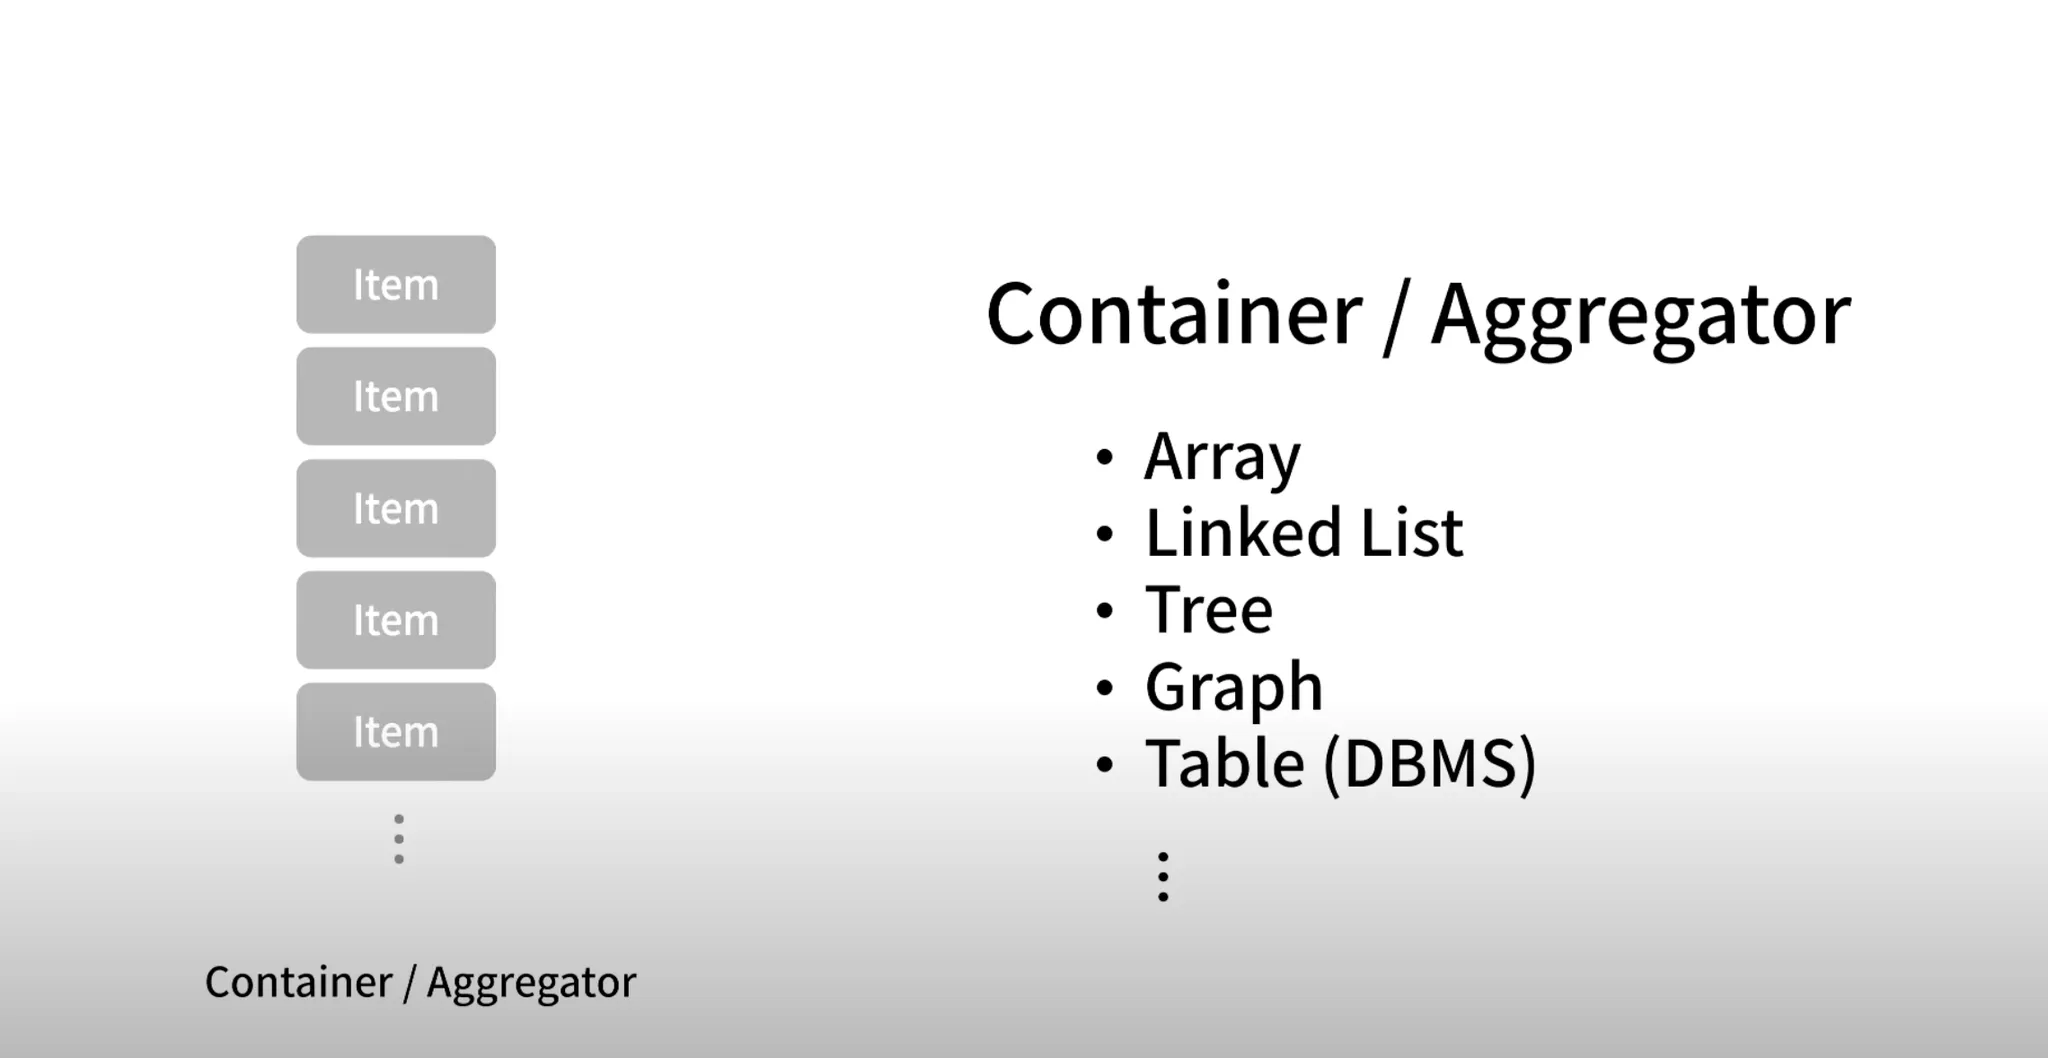 Item
Item
Item
Item
Item
Container / Aggregator
Container / Aggregator
• Array
• Linked List
• Tree
• Graph
• Table (DBMS)